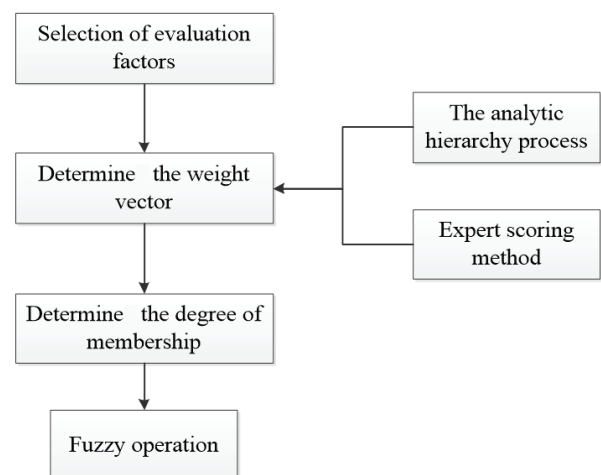 Selection of evaluation
factors
The analytic
hierarchy process
Determine the weight
vector
Expert scoring
method
Determine the degree of
membership
Fuzzy operation